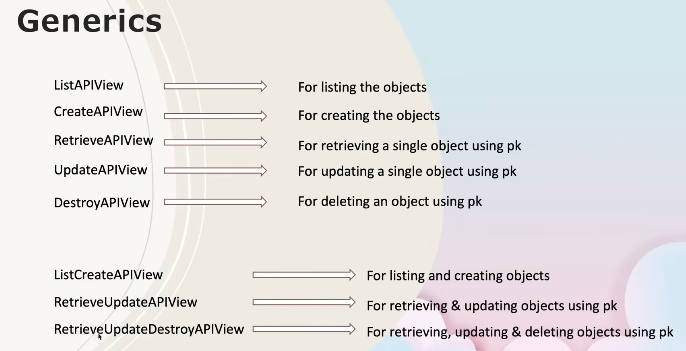 Generics
ListAPIView For listing the objects
CreateAPIView For creating the objects
RetrieveAPIView For retrieving a single object using pk
UpdateAPIView For updating a single object using pk
DestroyAPIView For deleting an object using pk
ListCreateAPIView For listing and creating objects
RetrieveUpdateAPIView For retrieving & updating objects using pk
RetrieveUpdateDestroyAPIView For retrieving, updating & deleting objects using pk